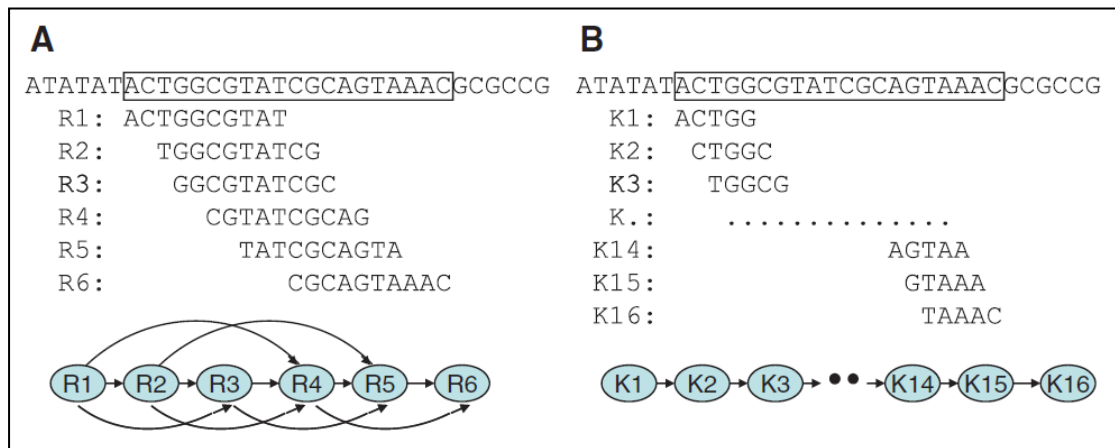 A
ATATATACTGGCGTATCGCAGTAAACGCGCCG
R1: ACTGGCGTAT
R2: TGGCGTATCG
R3: GGCGTATCGC
R4: CGTATCGCAG
R5: TATCGCAGTA
R6: CGCAGTAAAC
R1 R2 R3 R4 R5 R6
B
ATATATACTGGCGTATCGCAGTAAACGCGCCG
K1: ACTGG
K2: CTGGC
K3: TGGCG
K.: ..............
K14: AGTAA
K15: GTAAA
K16: TAAAC
K1 K2 K3 •• K14 K15 K16